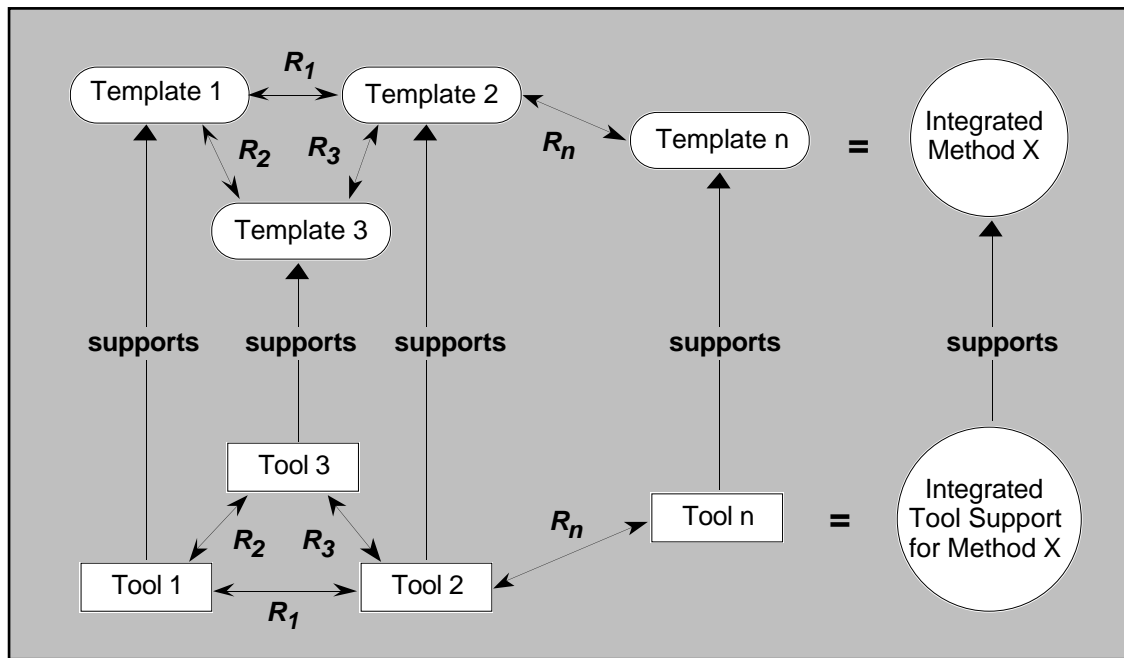 R1
Template 1
Template 2
R2
R3
Rn
Template n
=
Integrated
Method X
Template 3
supports
supports
supports
supports
supports
Tool 3
R2
R3
Rn
Tool n
=
Integrated
Tool Support
for Method X
Tool 1
Tool 2
R1